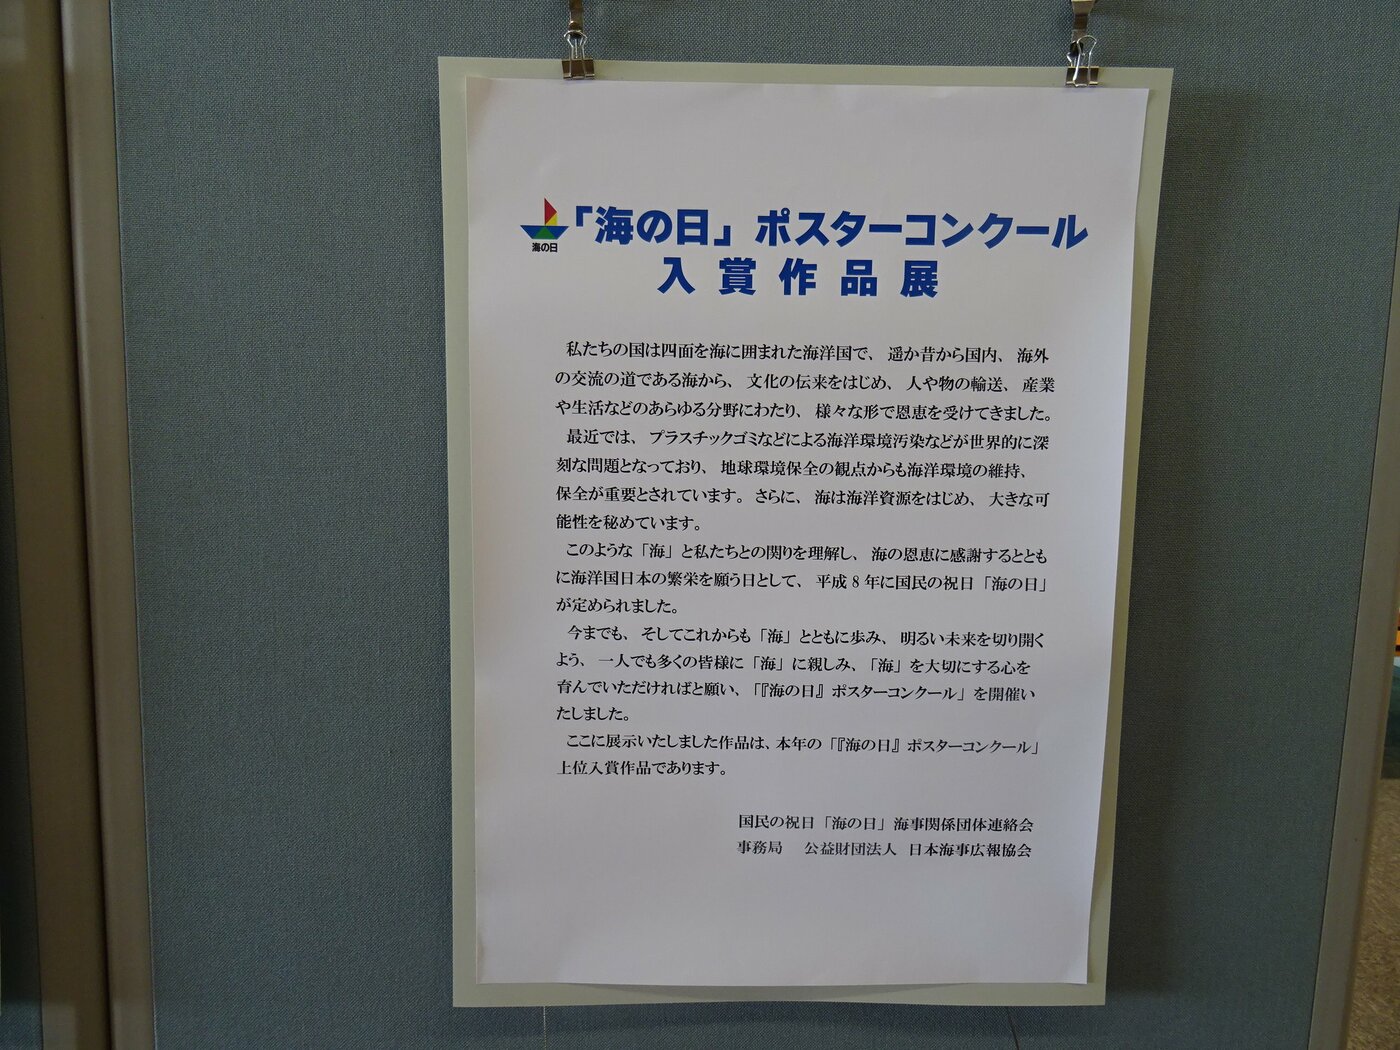 海の日
「海の日」ポスターコンクール
入賞作品展
私たちの国は四面を海に囲まれた海洋国で、遥か昔から国内、海外
の交流の道である海から、文化の伝来をはじめ、人や物の輸送、産業
や生活などのあらゆる分野にわたり、様々な形で恩恵を受けてきました。
最近では、プラスチックゴミなどによる海洋環境汚染などが世界的に深
刻な問題となっており、地球環境保全の観点からも海洋環境の維持、
保全が重要とされています。さらに、海は海洋資源をはじめ、大きな可
能性を秘めています。
このような「海」と私たちとの関りを理解し、海の恩恵に感謝するととも
に海洋国日本の繁栄を願う日として、平成8年に国民の祝日「海の日」
が定められました。
今までも、そしてこれからも「海」とともに歩み、明るい未来を切り開く
よう、一人でも多くの皆様に「海」に親しみ、「海」を大切にする心を
育んでいただければと願い、「『海の日』ポスターコンクール」を開催い
たしました。
ここに展示いたしました作品は、本年の「『海の日』ポスターコンクール」
上位入賞作品であります。
国民の祝日「海の日」海事関係団体連絡会
事務局　公益財団法人 日本海事広報協会